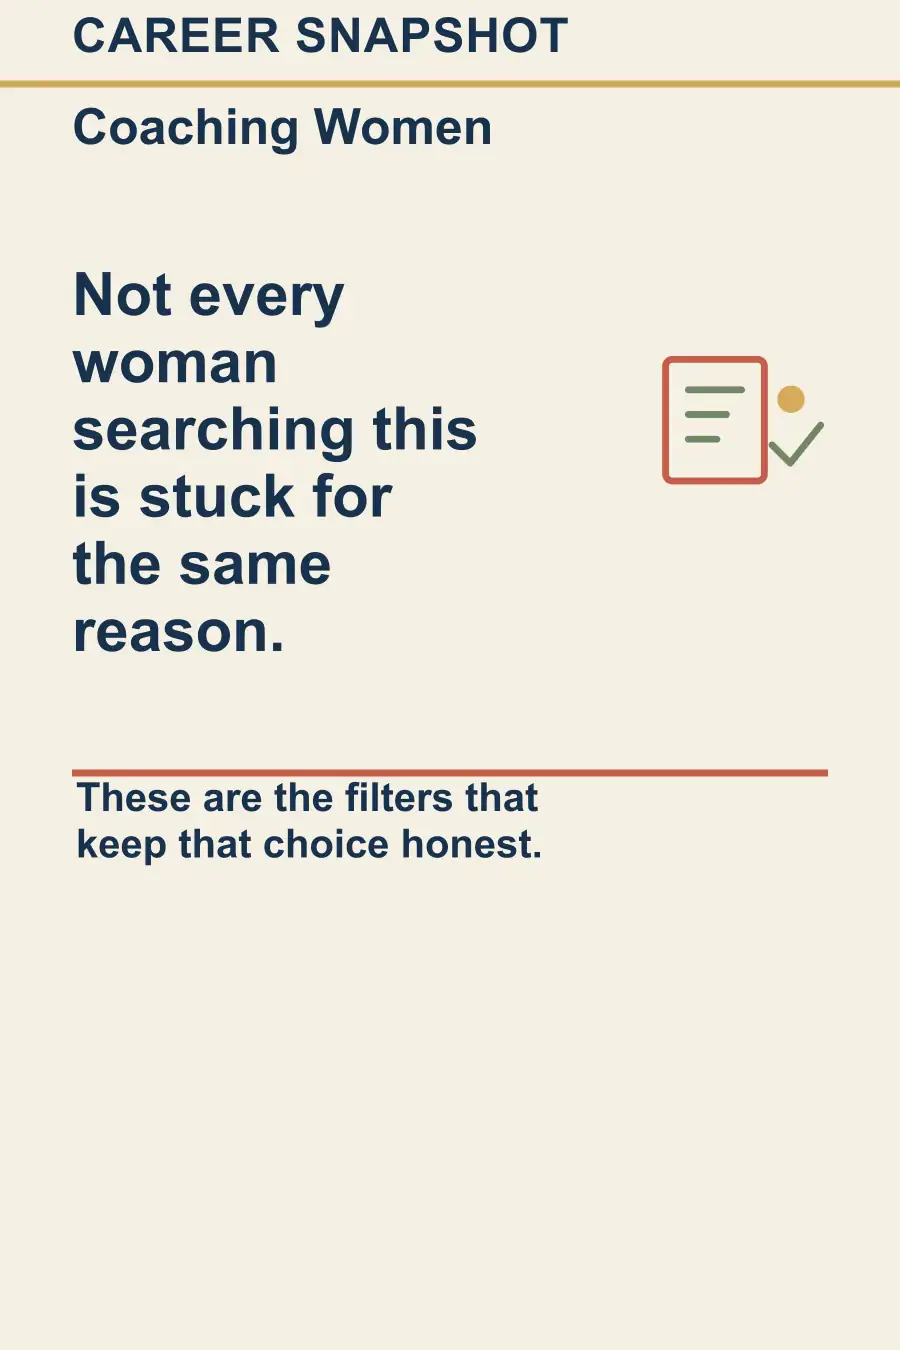 CAREER SNAPSHOT
Coaching Women
Not every
woman
searching this
is stuck for
the same
reason.
These are the filters that
keep that choice honest.